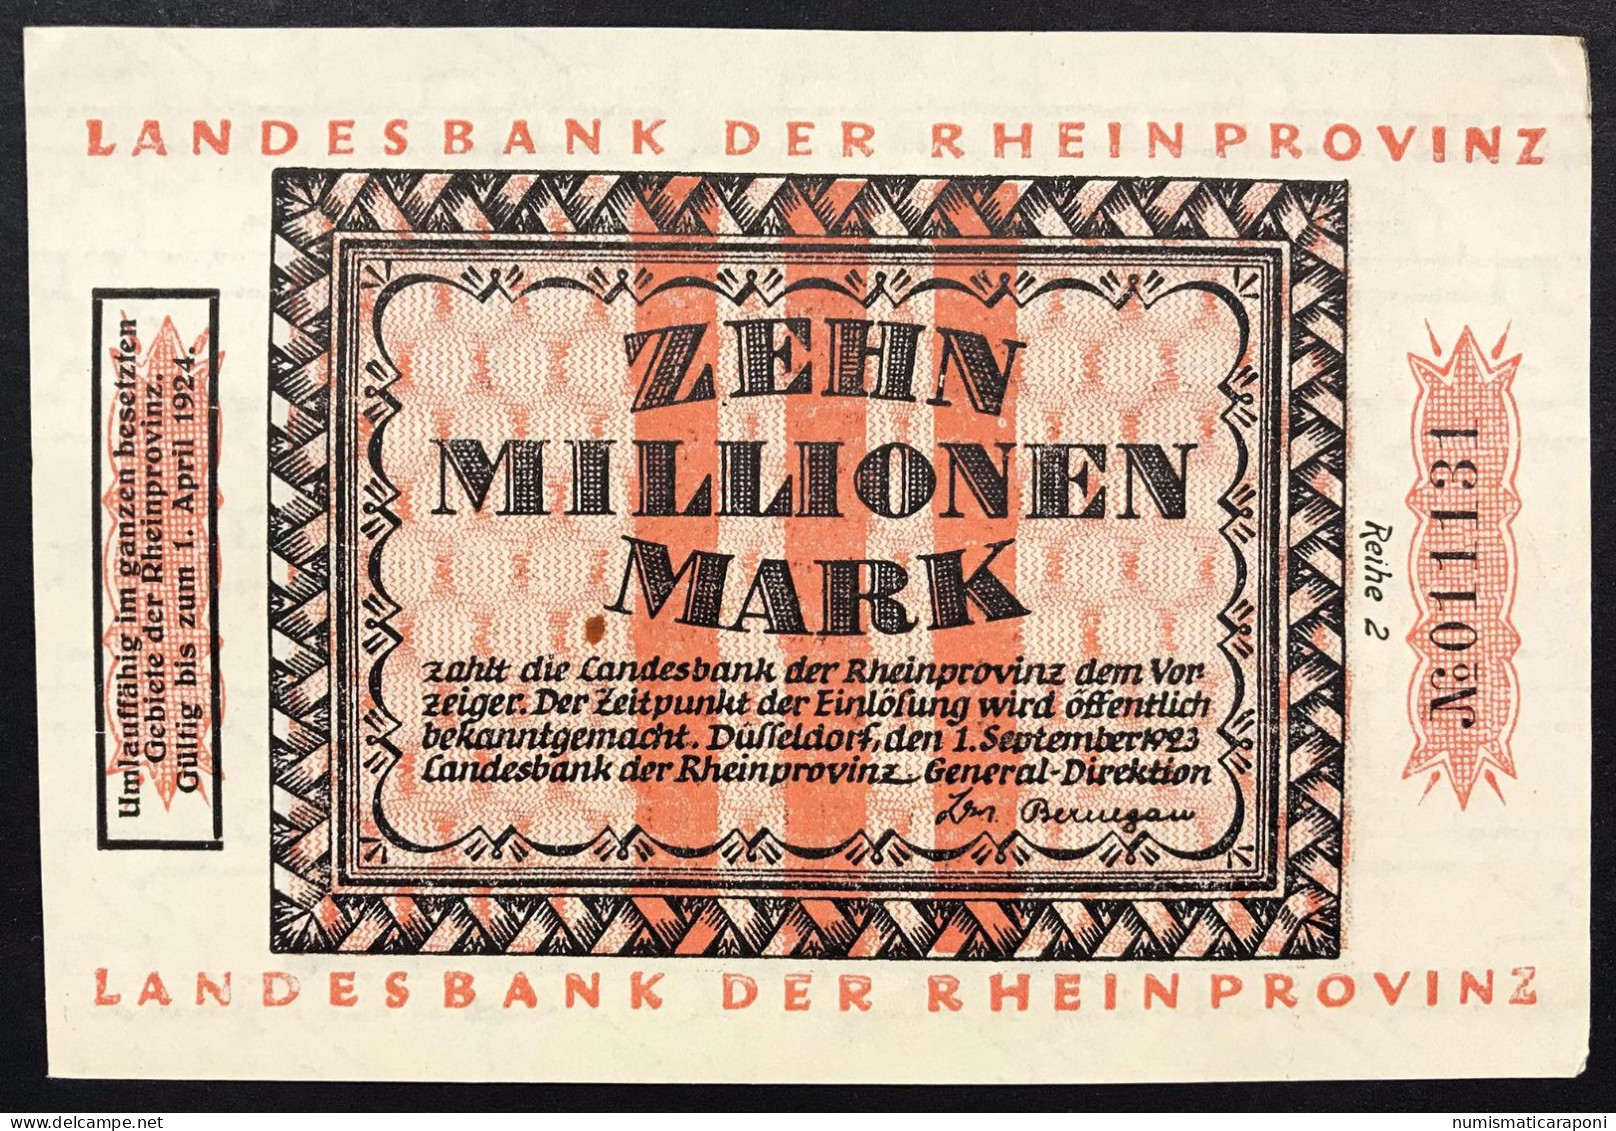 LANDESBANK DER RHEINPROVINZ
Umlauffähig im ganzen besetzten
Gebiete der Rheinprovinz.
Gültig bis zum 1. April 1924.
ZEHN
MILLIONEN
MARK
zahlt die Landesbank der Rheinprovinz dem Vor-
zeiger. Der Zeitpunkt der Einlösung wird öffentlich
bekanntgemacht. Düsseldorf, den 1. September 1923
Landesbank der Rheinprovinz General-Direktion
Bernegau
Reihe 2
№ 011131
LANDESBANK DER RHEINPROVINZ
numismaticaraponi